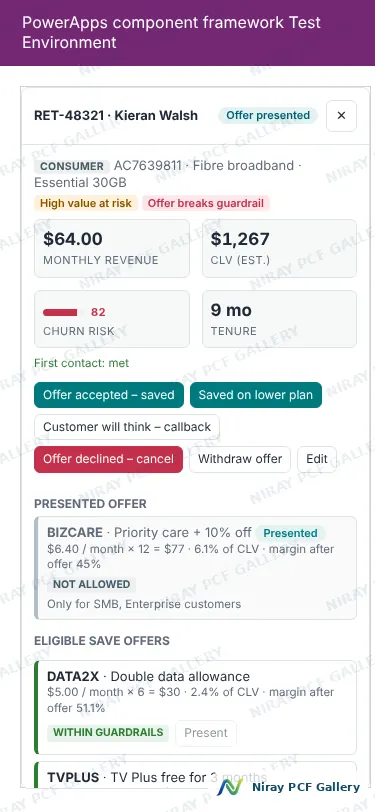 PowerApps component framework Test
Environment
RET-48321 · Kieran Walsh Offer presented ✕
CONSUMER AC7639811 · Fibre broadband ·
Essential 30GB
High value at risk Offer breaks guardrail
$64.00 $1,267
MONTHLY REVENUE CLV (EST.)
82 9 mo
CHURN RISK TENURE
First contact: met
Offer accepted – saved Saved on lower plan
Customer will think – callback
Offer declined – cancel Withdraw offer Edit
PRESENTED OFFER
BIZCARE · Priority care + 10% off Presented
$6.40 / month × 12 = $77 · 6.1% of CLV · margin after
offer 45%
NOT ALLOWED
Only for SMB, Enterprise customers
ELIGIBLE SAVE OFFERS
DATA2X · Double data allowance
$5.00 / month × 6 = $30 · 2.4% of CLV · margin after
offer 51.1%
WITHIN GUARDRAILS Present
TVPLUS · TV Plus free for 3 months
Niray PCF Gallery
NIRAY PCF GALLERY